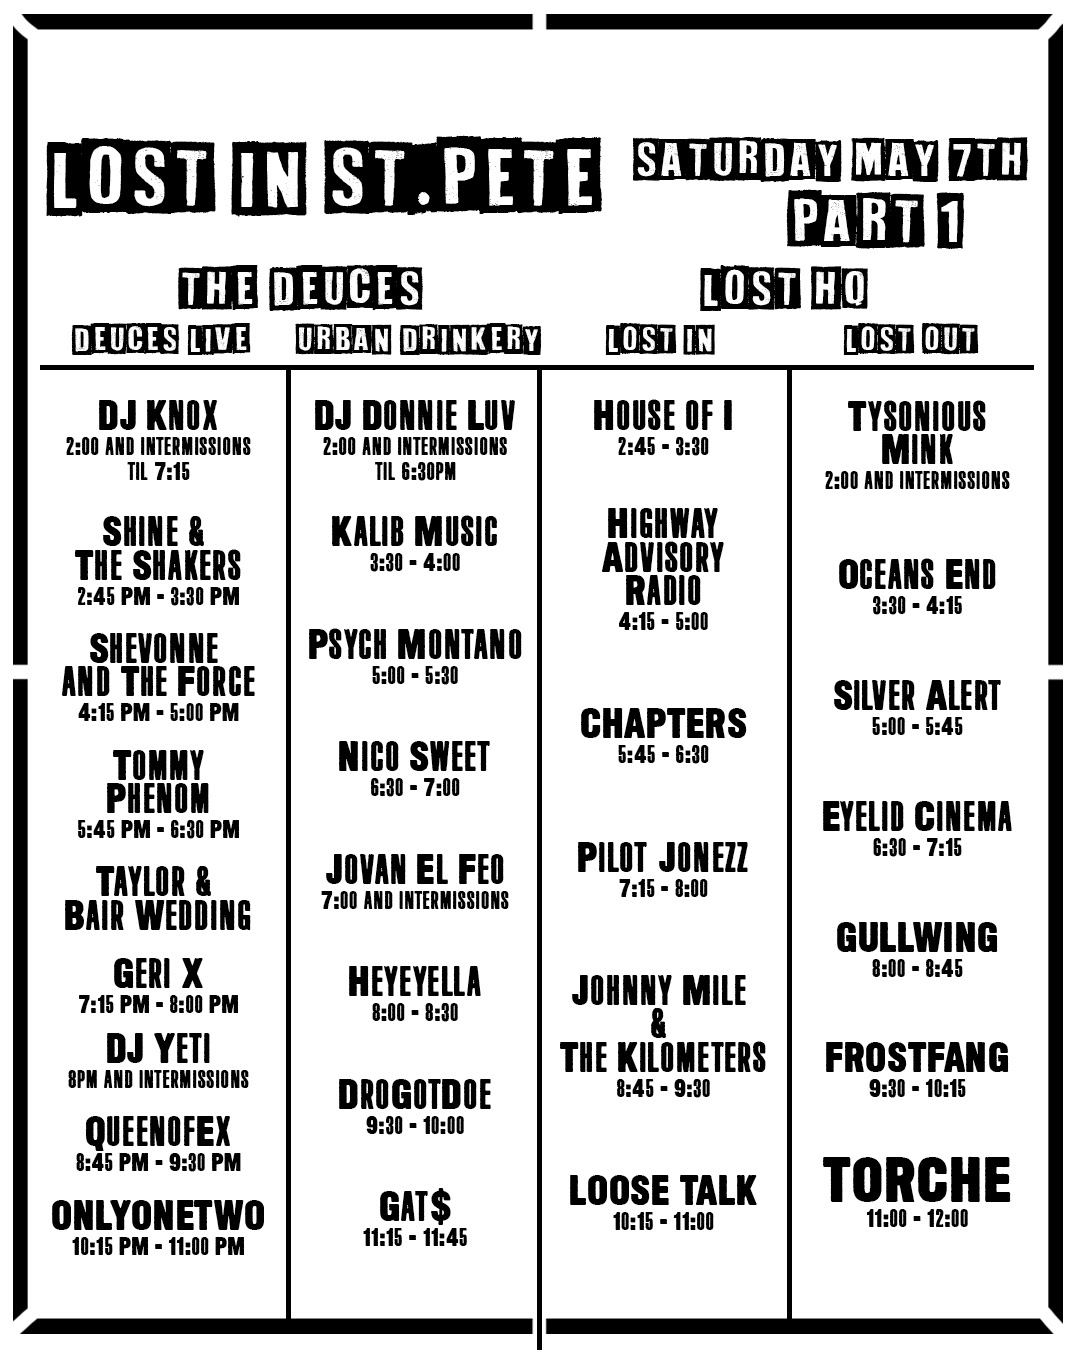 LOST IN ST.PETE
SATURDAY MAY 7TH
PART 1
THE DEUCES
LOST HQ
DEUCES LIVE
URBAN DRINKERY
LOST IN
LOST OUT
DJ KNOX
2:00 AND INTERMISSIONS
TIL 7:15
SHINE &
THE SHAKERS
2:45 PM - 3:30 PM
SHEVONNE
AND THE FORCE
4:15 PM - 5:00 PM
TOMMY
PHENOM
5:45 PM - 6:30 PM
TAYLOR &
BAIR WEDDING
GERI X
7:15 PM - 8:00 PM
DJ YETI
8PM AND INTERMISSIONS
QUEENOFEX
8:45 PM - 9:30 PM
ONLYONETWO
10:15 PM - 11:00 PM
DJ DONNIE LUV
2:00 AND INTERMISSIONS
TIL 6:30PM
KALIB MUSIC
3:30 - 4:00
PSYCH MONTANO
5:00 - 5:30
NICO SWEET
6:30 - 7:00
JOVAN EL FEO
7:00 AND INTERMISSIONS
HEYEYELLA
8:00 - 8:30
DROGOTDOE
9:30 - 10:00
GAT$
11:15 - 11:45
HOUSE OF I
2:45 - 3:30
HIGHWAY
ADVISORY
RADIO
4:15 - 5:00
CHAPTERS
5:45 - 6:30
PILOT JONEZZ
7:15 - 8:00
JOHNNY MILE
&
THE KILOMETERS
8:45 - 9:30
LOOSE TALK
10:15 - 11:00
TYSONIOUS
MINK
2:00 AND INTERMISSIONS
OCEANS END
3:30 - 4:15
SILVER ALERT
5:00 - 5:45
EYELID CINEMA
6:30 - 7:15
GULLWING
8:00 - 8:45
FROSTFANG
9:30 - 10:15
TORCHE
11:00 - 12:00